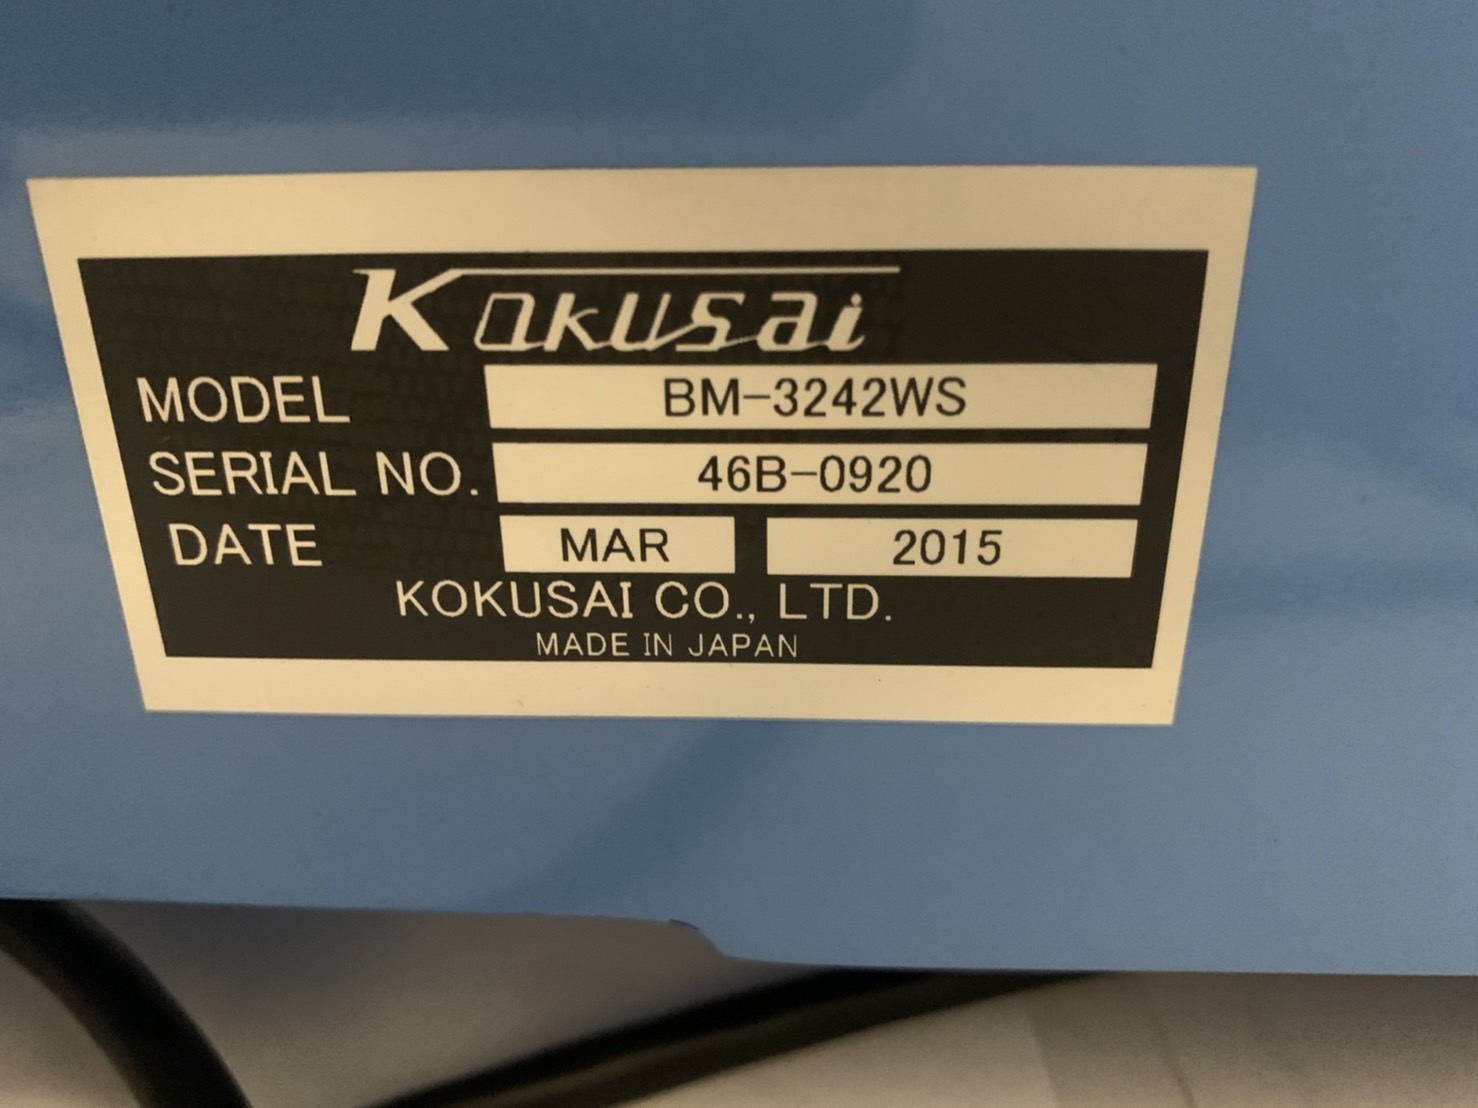 Kokusai
MODEL BM-3242WS
SERIAL NO. 46B-0920
DATE MAR 2015
KOKUSAI CO., LTD.
MADE IN JAPAN